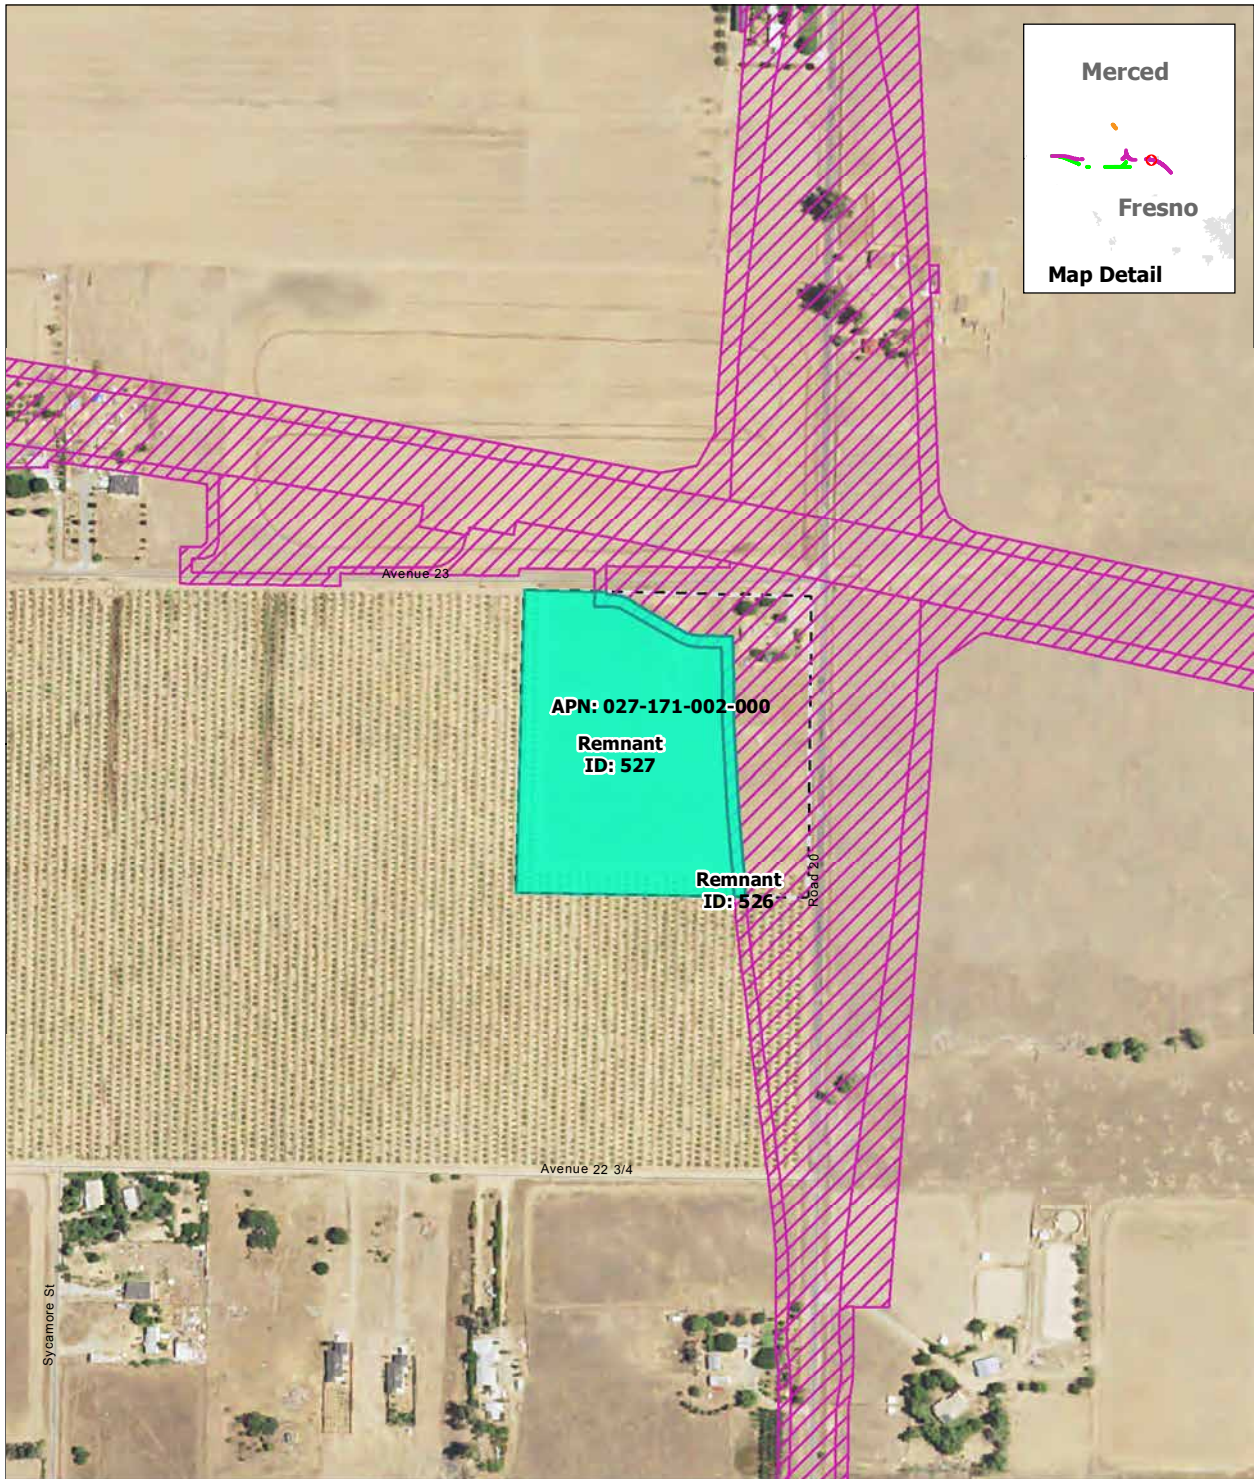 Merced
Fresno
Map Detail
Avenue 23
APN: 027-171-002-000
Remnant
ID: 527
Remnant
ID: 526
Road 20
Avenue 22 3/4
Sycamore St